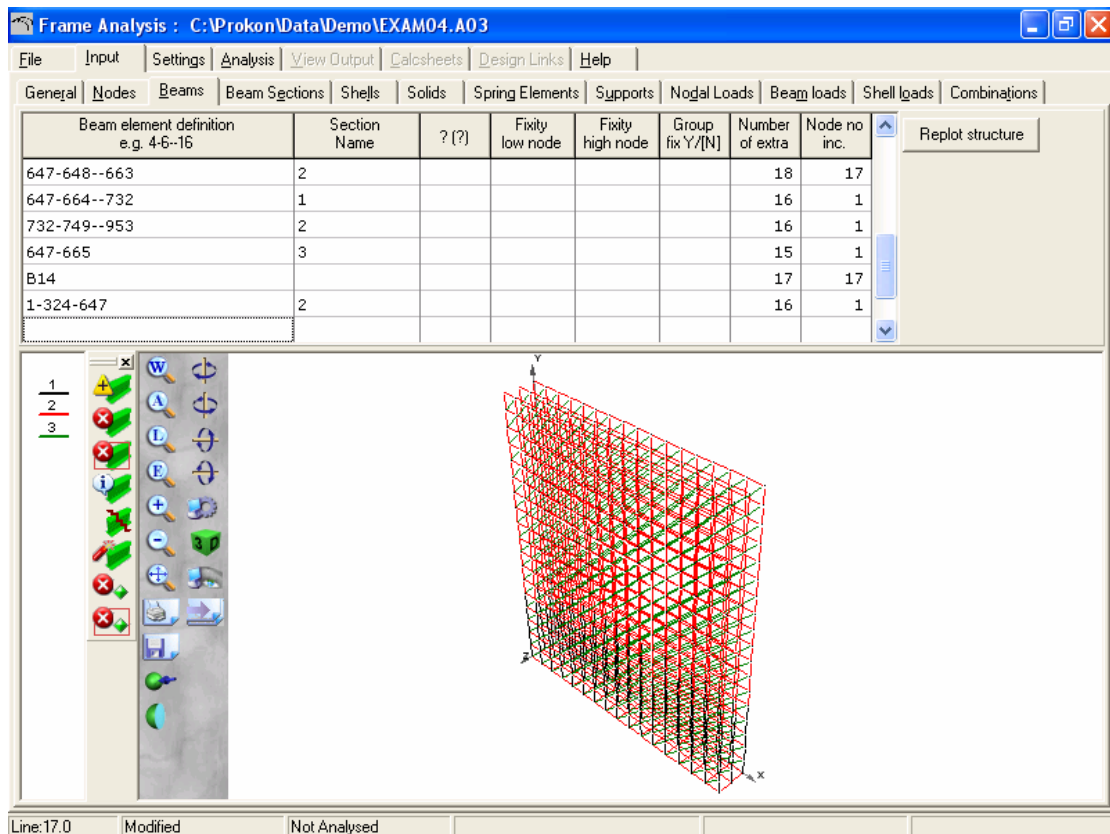 Frame Analysis : C:\Prokon\Data\Demo\EXAM04.A03
File Input Settings Analysis View Output Calcsheets Design Links Help
General Nodes Beams Beam Sections Shells Solids Spring Elements Supports Nodal Loads Beam loads Shell loads Combinations
Beam element definition e.g. 4-6--16 Section Name ? (?) Fixity low node Fixity high node Group fix Y/[N] Number of extra Node no inc. Replot structure
647-648--663 2 18 17
647-664--732 1 16 1
732-749--953 2 16 1
647-665 3 15 1
B14 17 17
1-324-647 2 16 1
1
2
3
W
A
L
E
3 D
Y
Z
X
Line:17.0 Modified Not Analysed